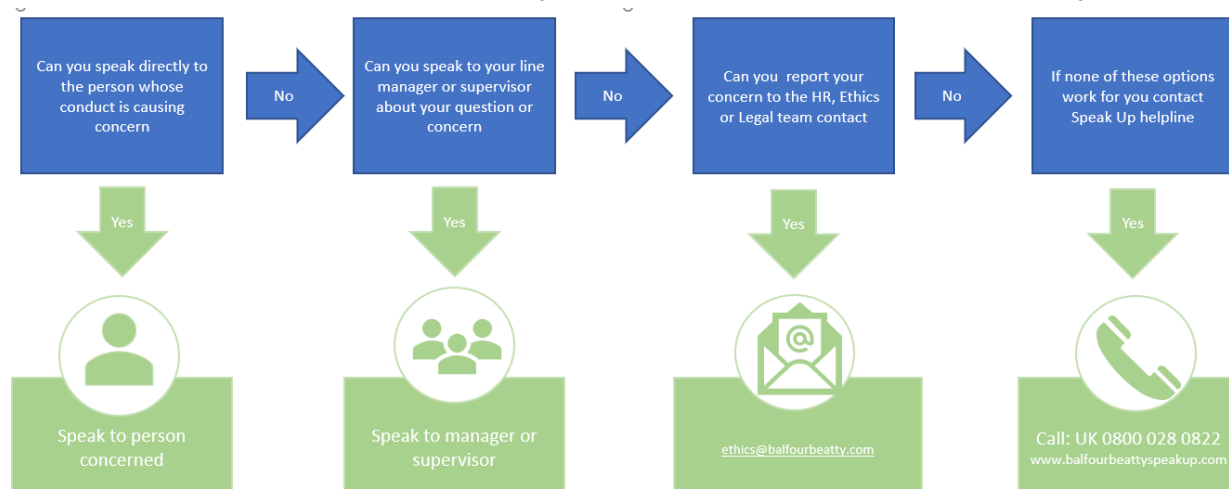 Can you speak directly to
the person whose
conduct is causing
concern
No
Can you speak to your line
manager or supervisor
about your question or
concern
No
Can you report your
concern to the HR, Ethics
or Legal team contact
No
If none of these options
work for you contact
Speak Up helpline
Yes
Yes
Yes
Yes
Speak to person
concerned
Speak to manager or
supervisor
ethics@balfourbeatty.com
Call: UK 0800 028 0822
www.balfourbeattyspeakup.com